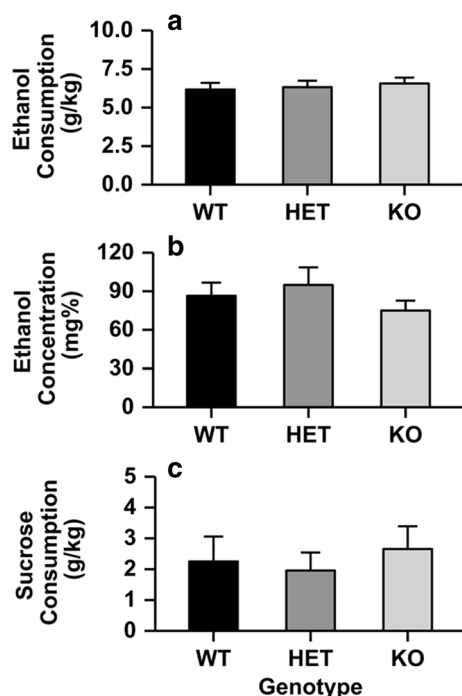 a
Ethanol
Consumption
(g/kg)
10.0
7.5
5.0
2.5
0.0
WT HET KO
b
Ethanol
Concentration
(mg%)
120
90
60
30
0
WT HET KO
c
Sucrose
Consumption
(g/kg)
5
4
3
2
1
0
WT HET KO
Genotype